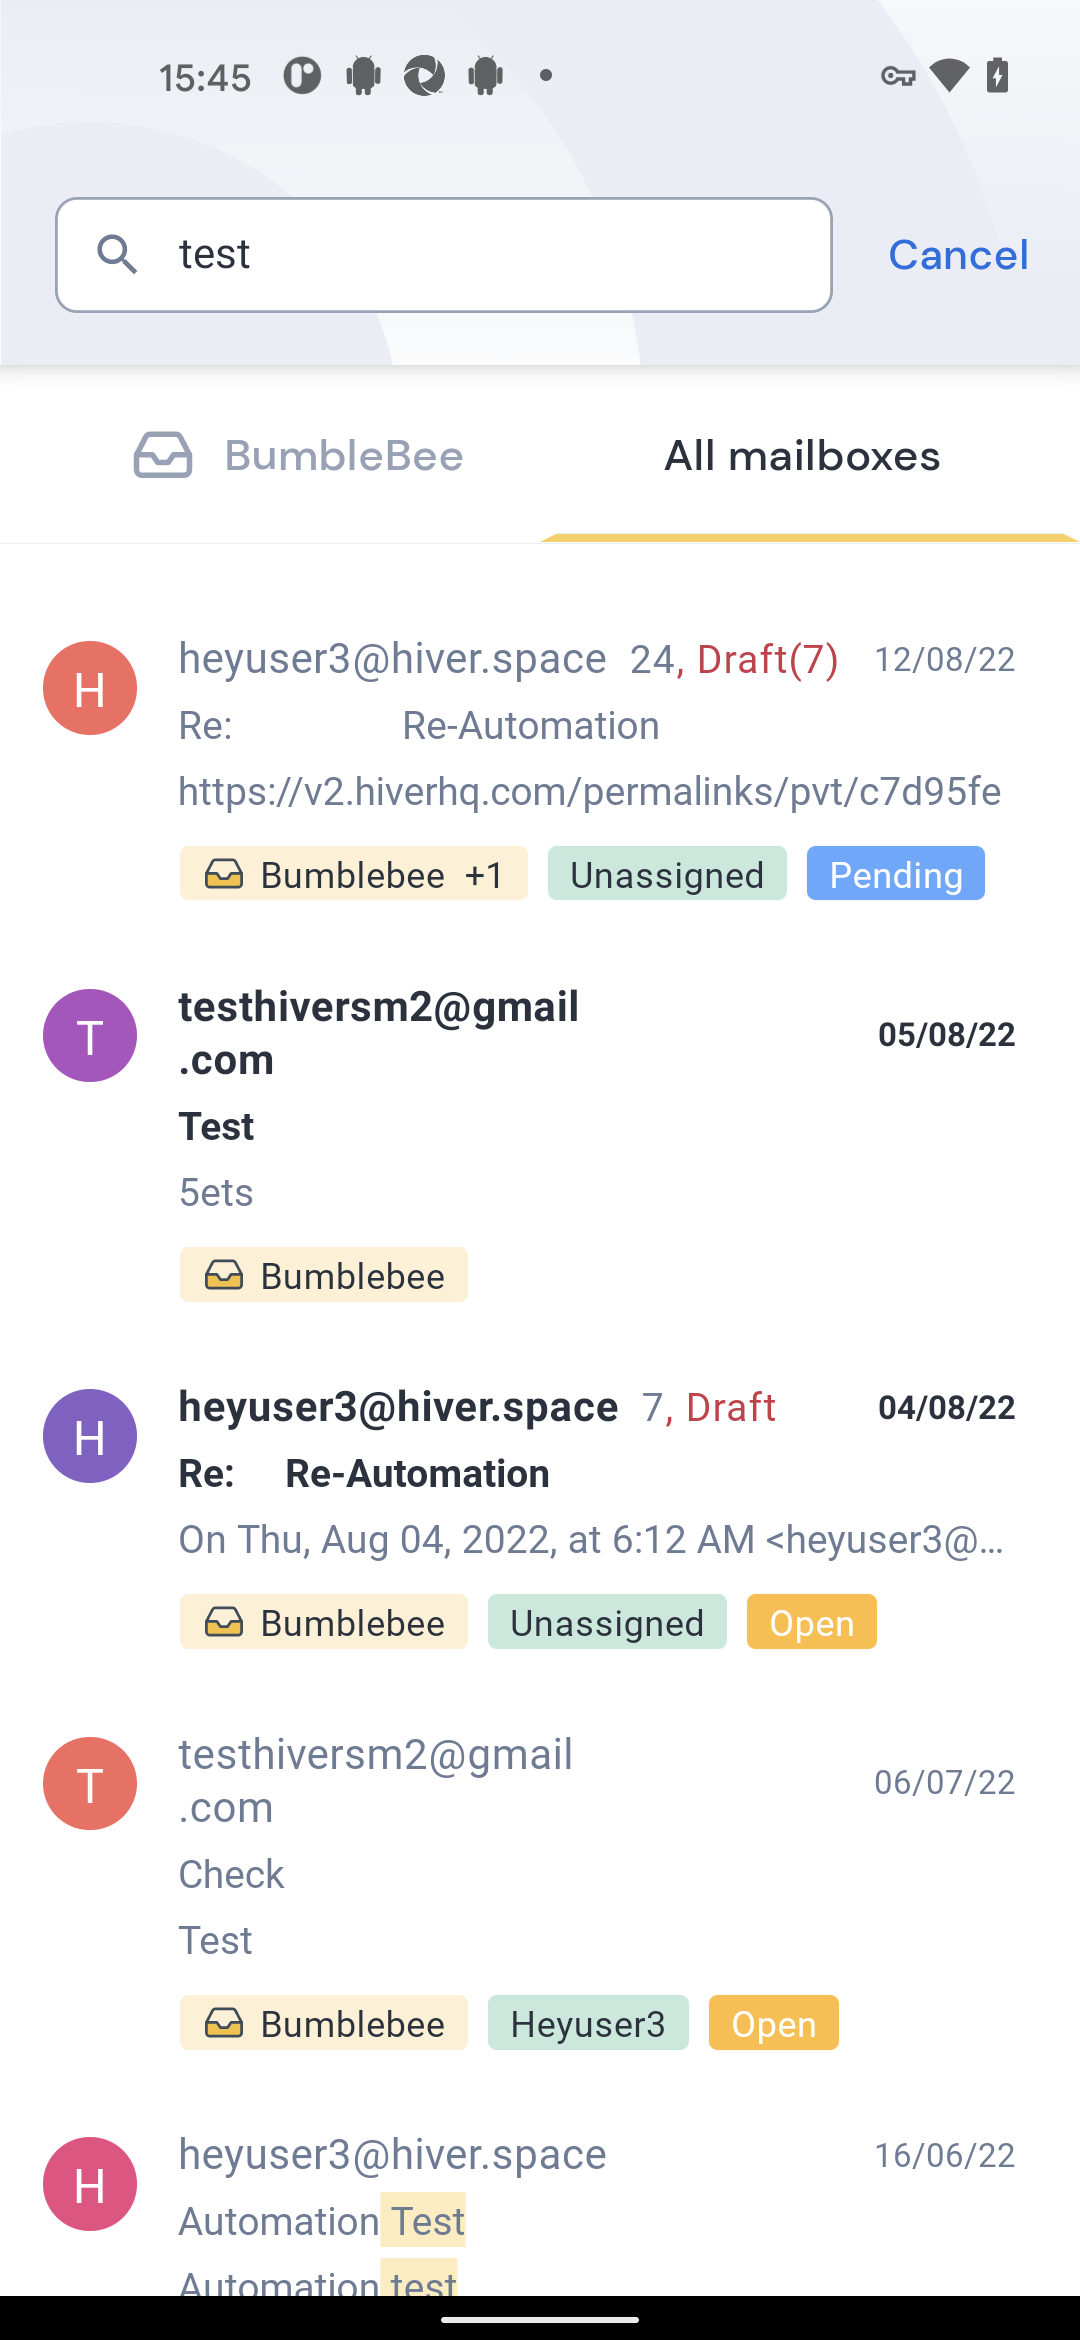 15:45
test
Cancel
BumbleBee
All mailboxes
H
heyuser3@hiver.space 24, Draft(7) 12/08/22
Re: Re-Automation
https://v2.hiverhq.com/permalinks/pvt/c7d95fe
Bumblebee +1 Unassigned Pending
T
testhiversm2@gmail
.com
05/08/22
Test
5ets
Bumblebee
H
heyuser3@hiver.space 7, Draft 04/08/22
Re: Re-Automation
On Thu, Aug 04, 2022, at 6:12 AM <heyuser3@...
Bumblebee Unassigned Open
T
testhiversm2@gmail
.com
06/07/22
Check
Test
Bumblebee Heyuser3 Open
H
heyuser3@hiver.space 16/06/22
Automation Test
Automation test